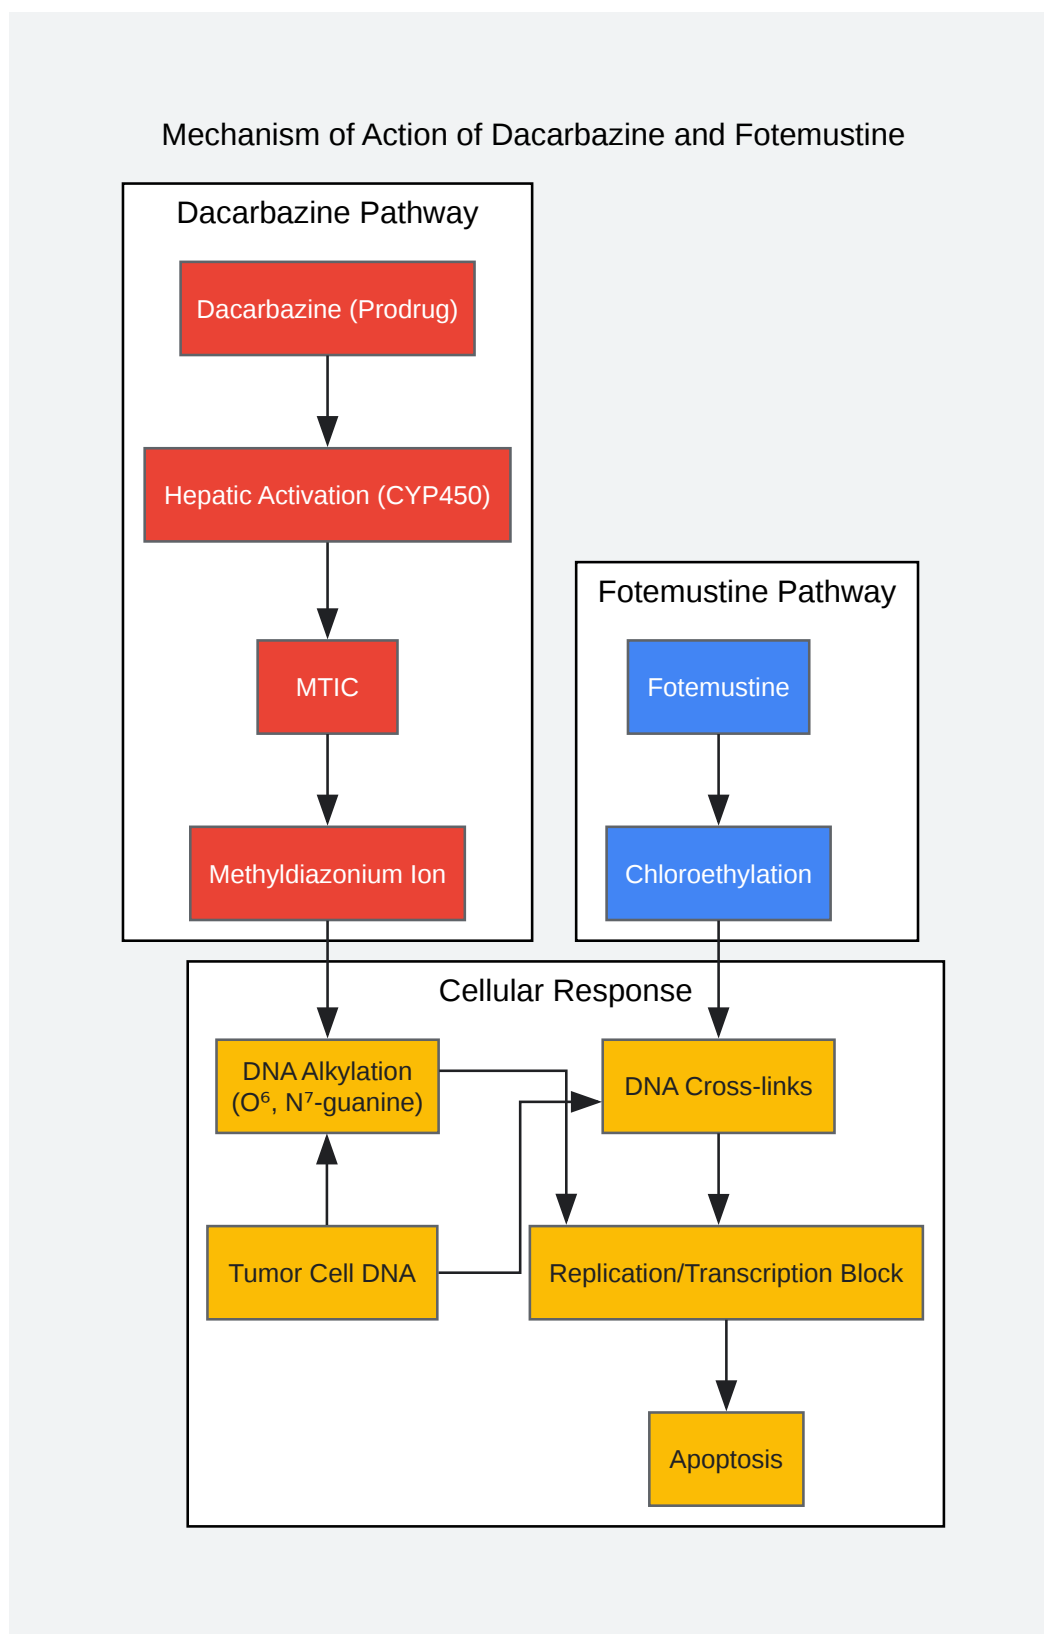 Mechanism of Action of Dacarbazine and Fotemustine
Dacarbazine Pathway
Dacarbazine (Prodrug)
Hepatic Activation (CYP450)
MTIC
Methyldiazonium Ion
Fotemustine Pathway
Fotemustine
Chloroethylation
Cellular Response
DNA Alkylation
(O⁶, N⁷-guanine)
DNA Cross-links
Tumor Cell DNA
Replication/Transcription Block
Apoptosis